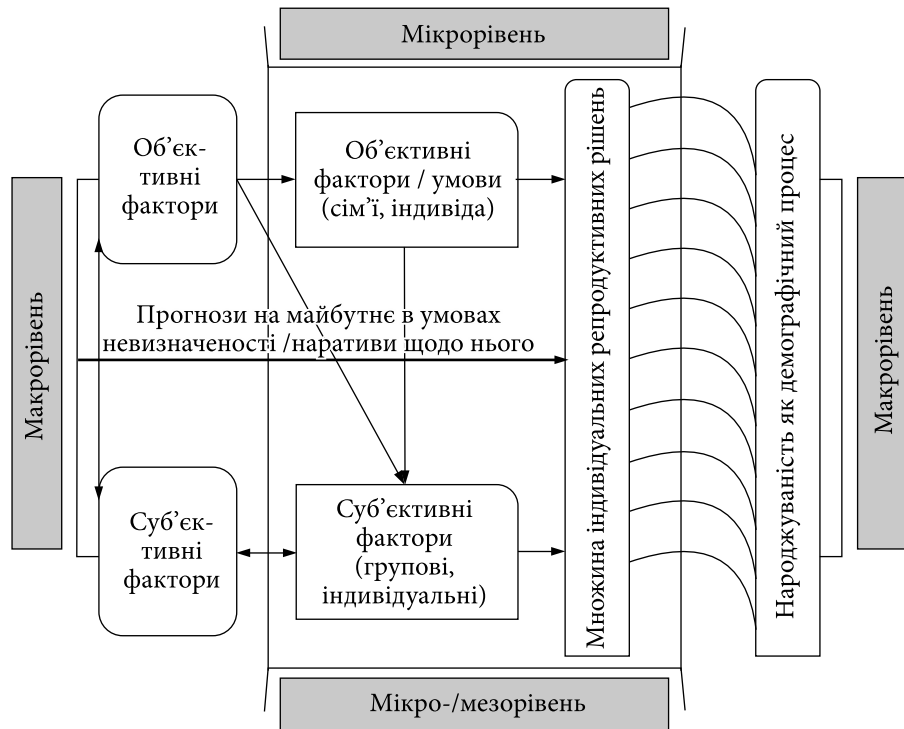 Мікрорівень
Об’єк-
тивні
фактори
Об’єктивні
фактори / умови
(сім’ї, індивіда)
Макрорівень
Прогнози на майбутнє в умовах
невизначеності /наративи щодо нього
Суб’єк-
тивні
фактори
Суб’єктивні
фактори
(групові,
індивідуальні)
Множина індивідуальних репродуктивних рішень
Народжуваність як демографічний процес
Макрорівень
Мікро-/мезорівень